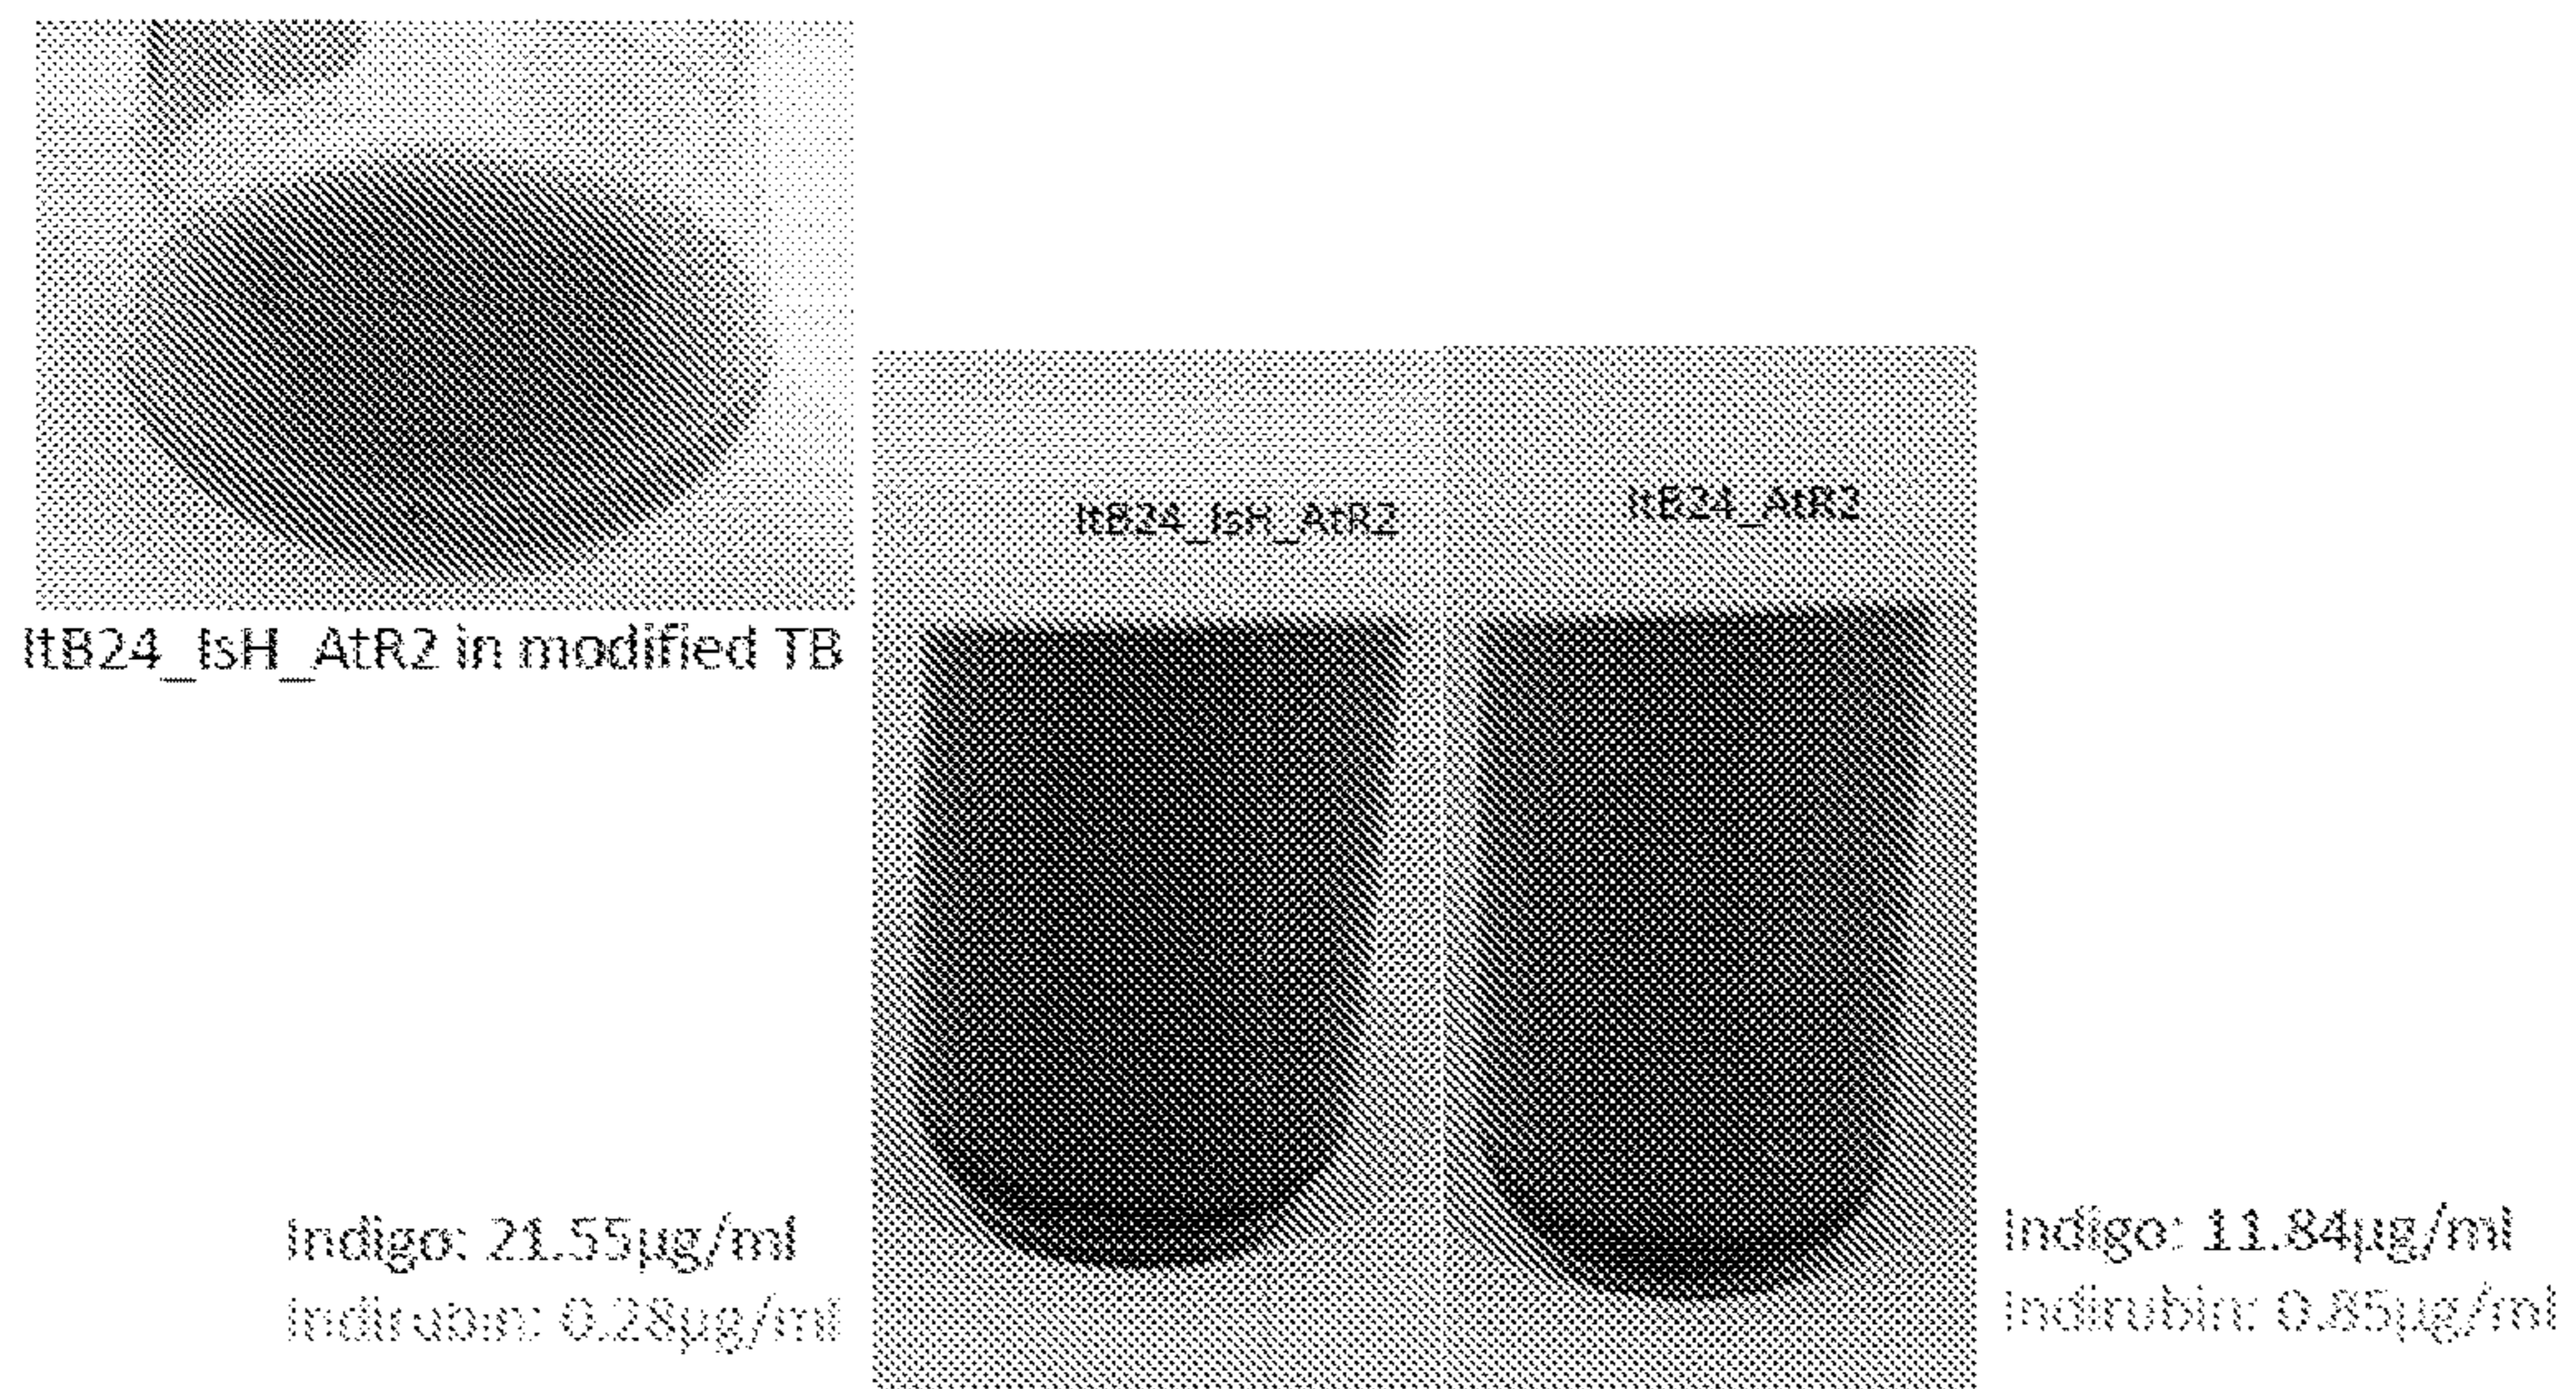 ItB24_IsH_AtR2 in modified TB
ItB24_IsH_AtR2
ItB24_AtR2
Indigo: 21.55µg/ml
Indirubin: 0.28µg/ml
Indigo: 11.84µg/ml
Indirubin: 0.85µg/ml